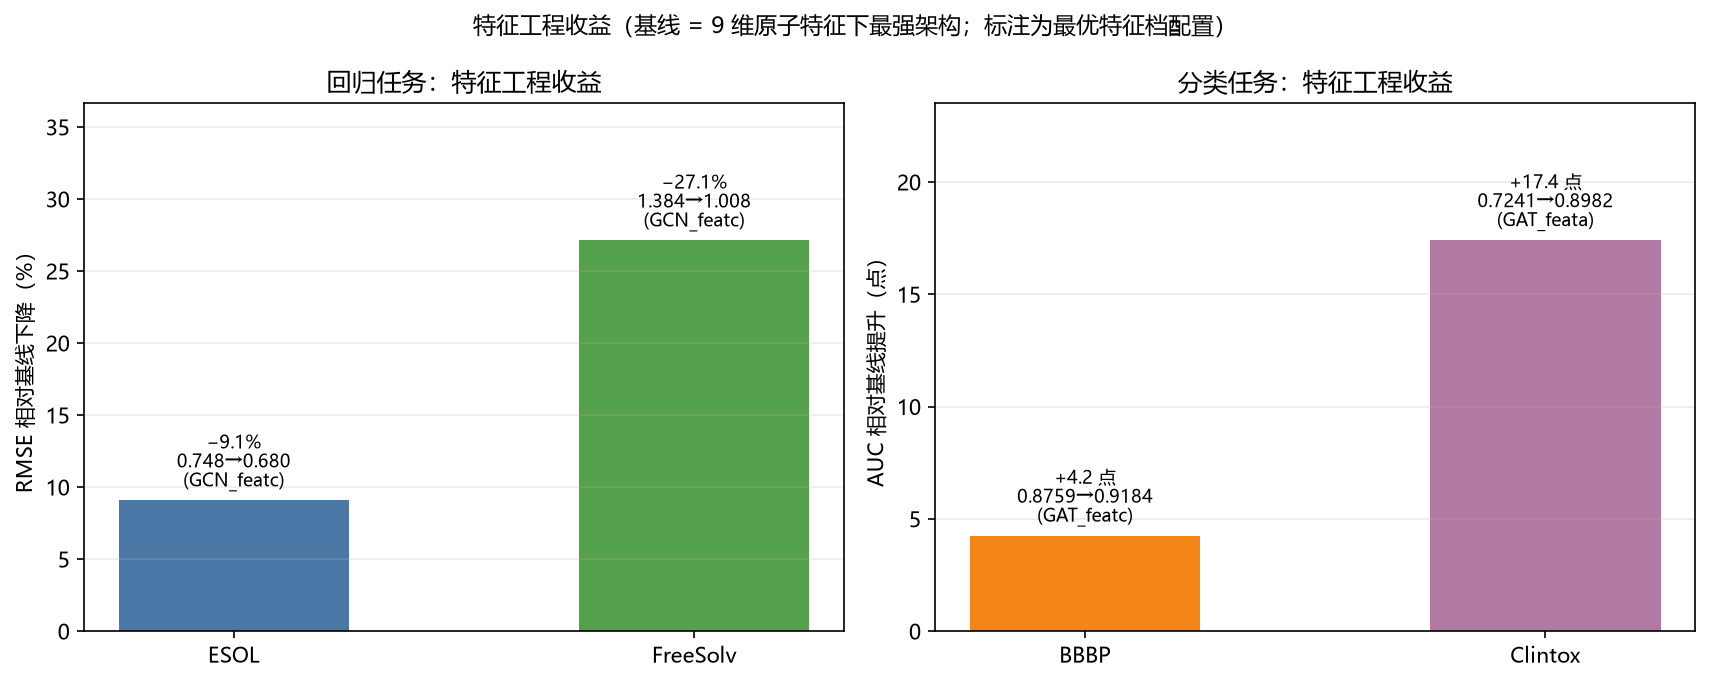 特征工程收益（基线 = 9 维原子特征下最强架构；标注为最优特征档配置）
回归任务：特征工程收益
RMSE 相对基线下降（%）
35
30
25
20
15
10
5
0
−9.1%
0.748→0.680
(GCN_featc)
−27.1%
1.384→1.008
(GCN_featc)
ESOL
FreeSolv
分类任务：特征工程收益
AUC 相对基线提升（点）
20
15
10
5
0
+4.2 点
0.8759→0.9184
(GAT_featc)
+17.4 点
0.7241→0.8982
(GAT_feata)
BBBP
Clintox